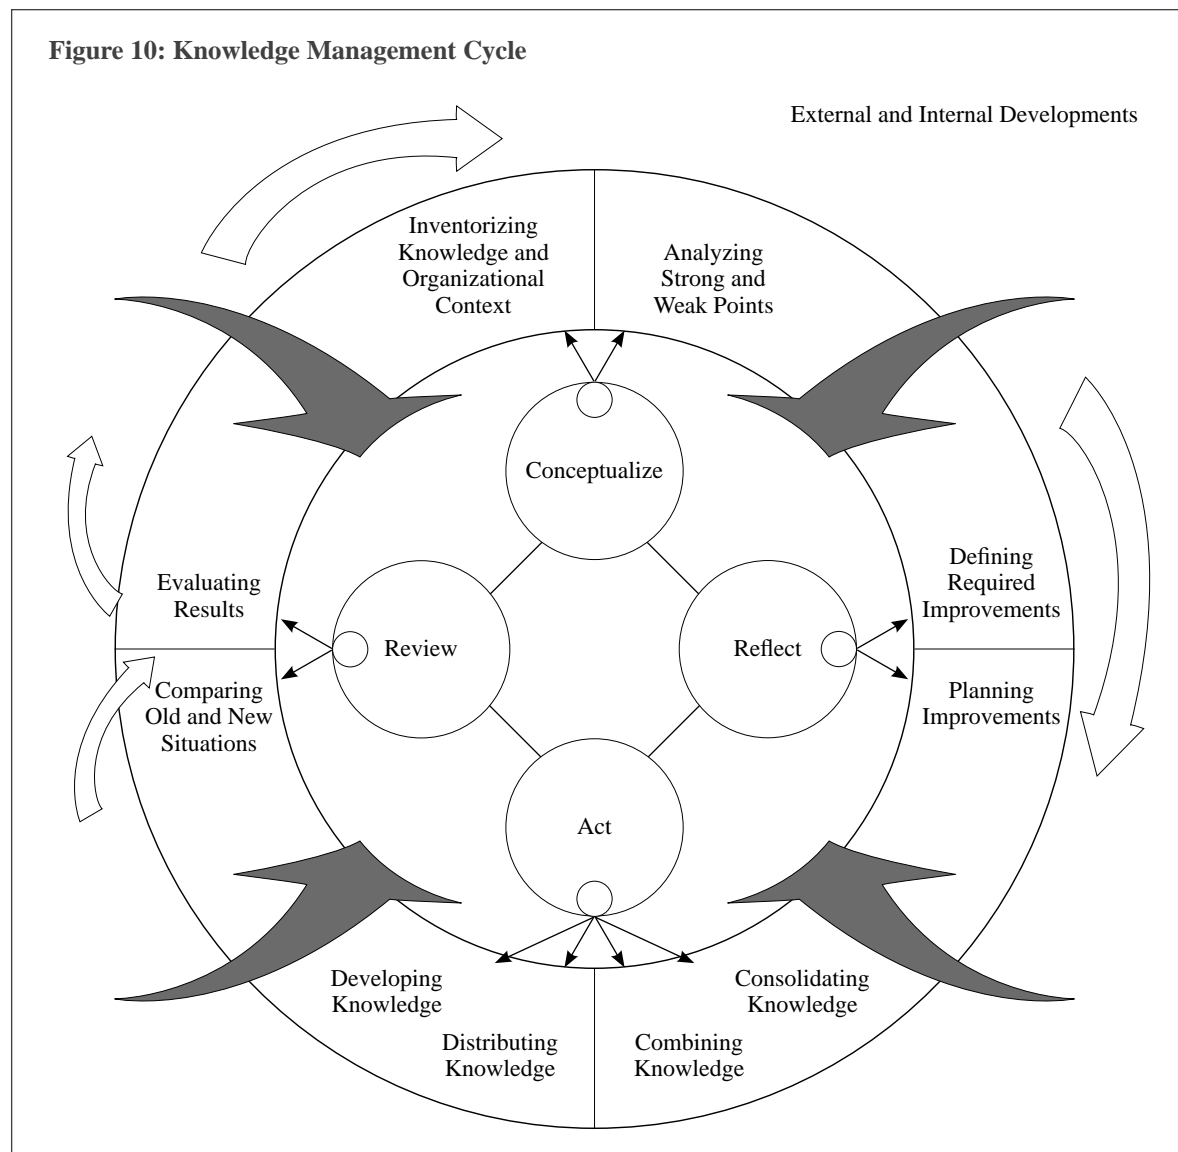 Figure 10: Knowledge Management Cycle
External and Internal Developments
Inventorizing
Knowledge and
Organizational
Context
Analyzing
Strong and
Weak Points
Conceptualize
Evaluating
Results
Review
Reflect
Defining
Required
Improvements
Comparing
Old and New
Situations
Planning
Improvements
Act
Developing
Knowledge
Distributing
Knowledge
Combining
Knowledge
Consolidating
Knowledge